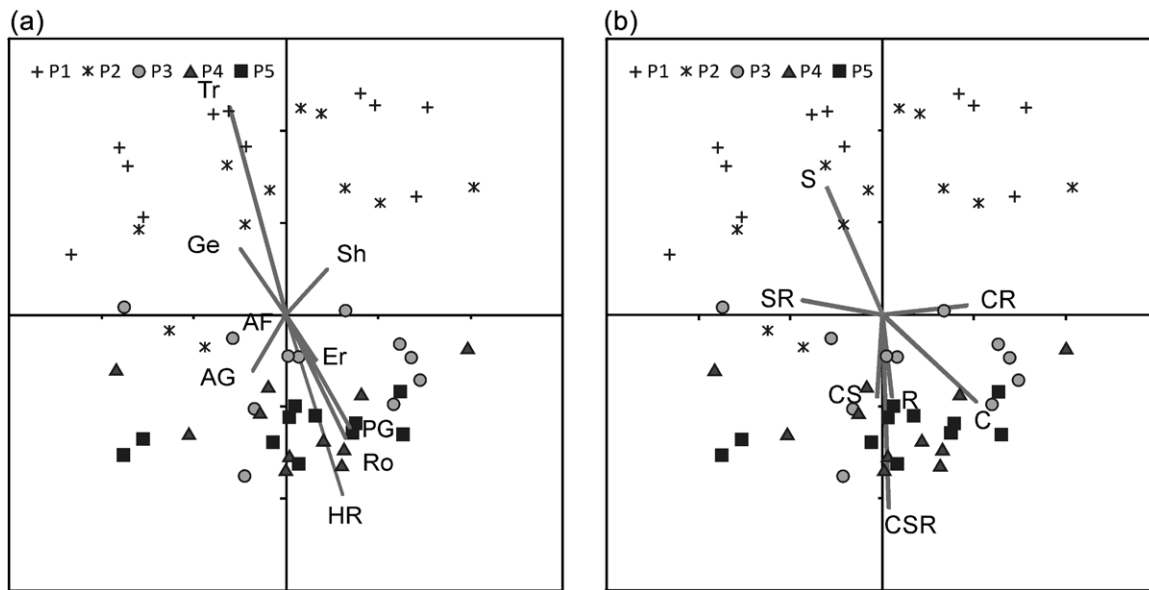 (a)
+ P1 ж P2 P3 P4 P5
Tr
Ge
Sh
AF
Er
AG
PG
Ro
HR
(b)
+ P1 ж P2 P3 P4 P5
S
SR
CR
CS
R
C
CSR